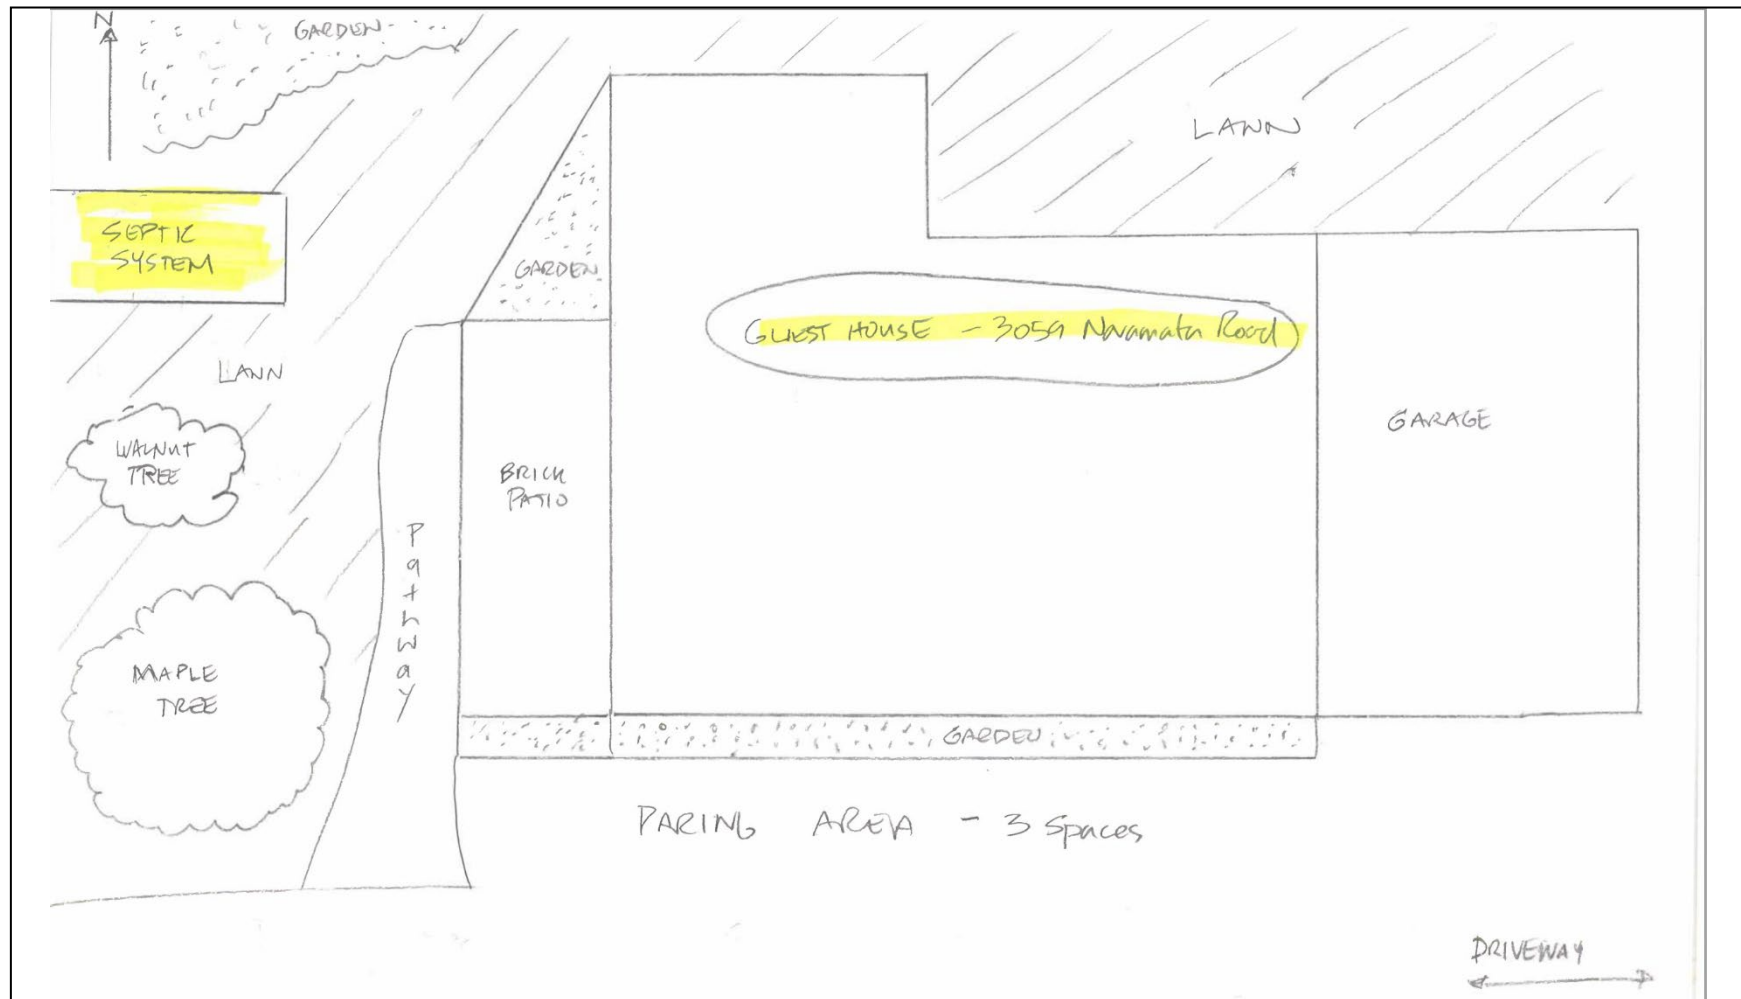 N
GARDEN
LAWN
SEPTIC
SYSTEM
GARDEN
GUEST HOUSE - 3059 Naramata Road
LAWN
GARAGE
WALNUT
TREE
BRICK
PATIO
Pathway
MAPLE
TREE
GARDEN
PARING AREA - 3 Spaces
DRIVEWAY